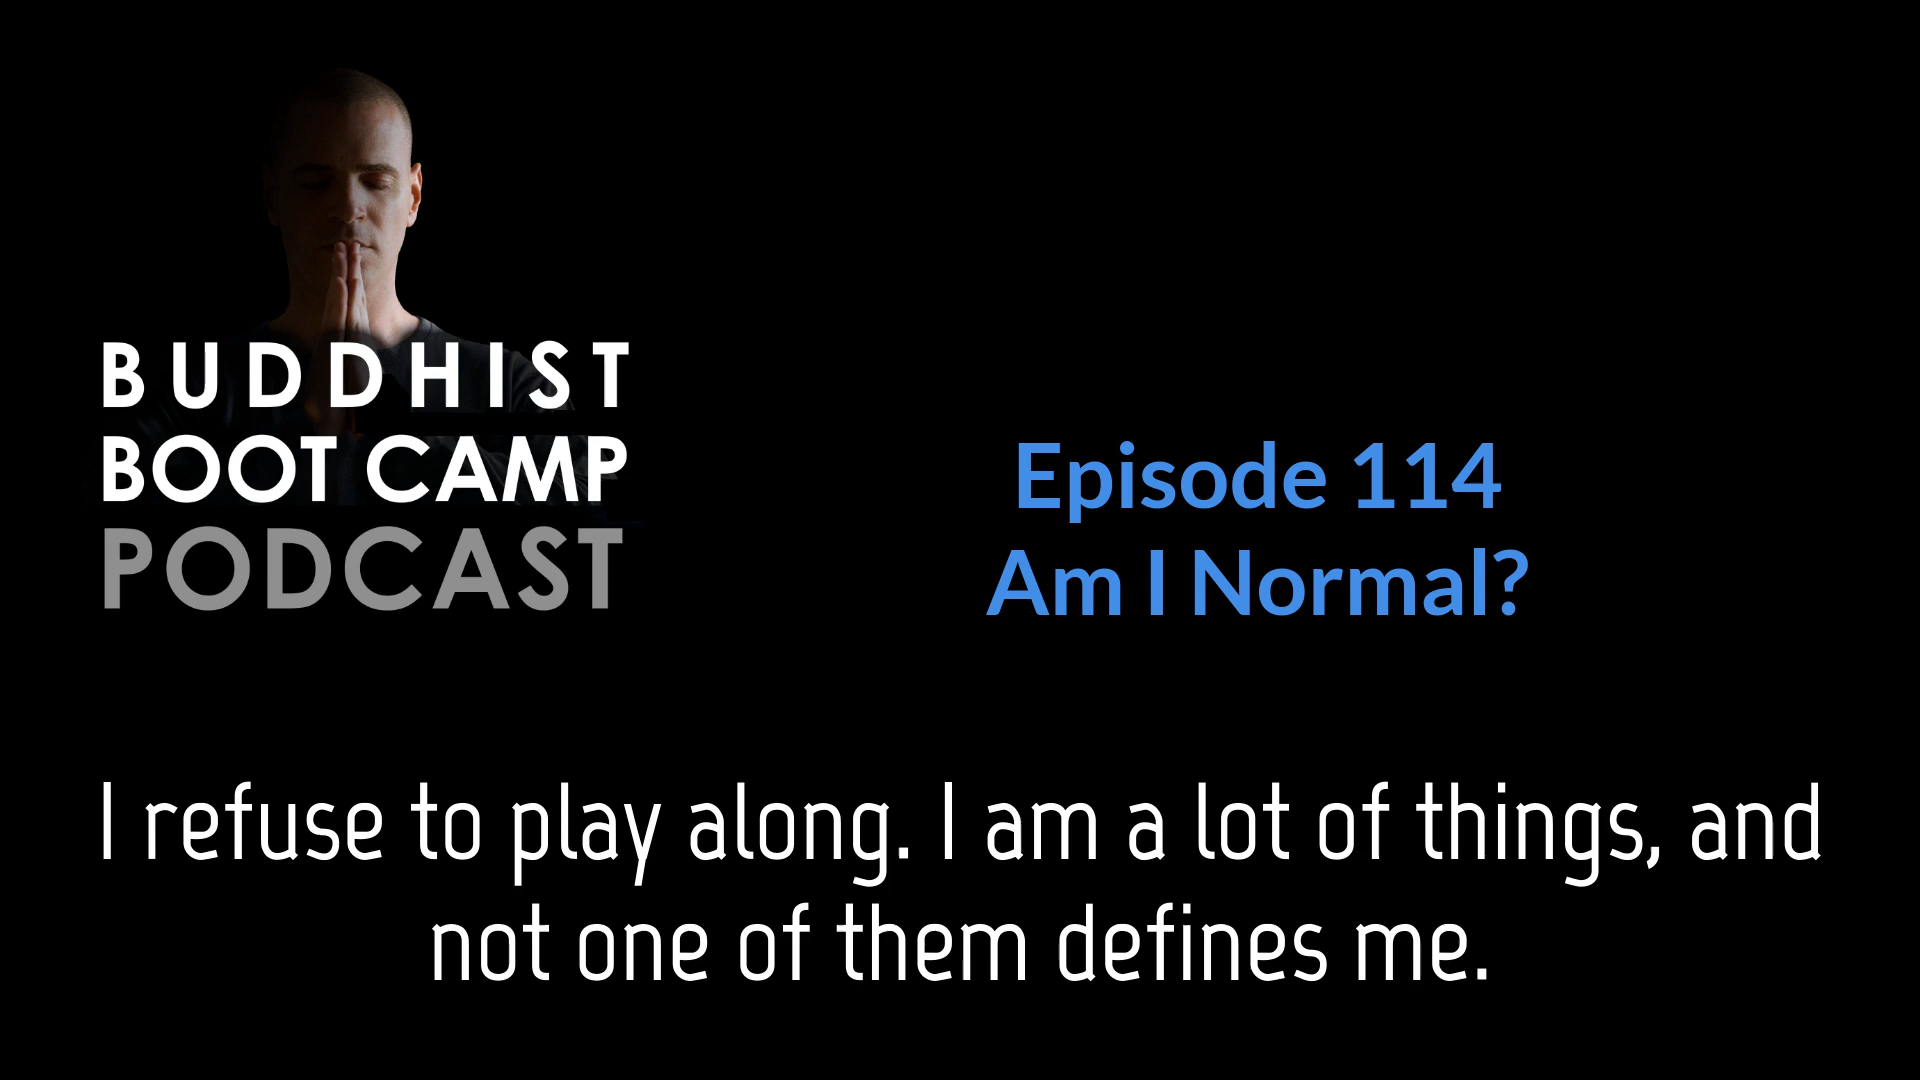 BUDDHIST
BOOT CAMP
PODCAST
Episode 114
Am I Normal?
I refuse to play along. I am a lot of things, and
not one of them defines me.